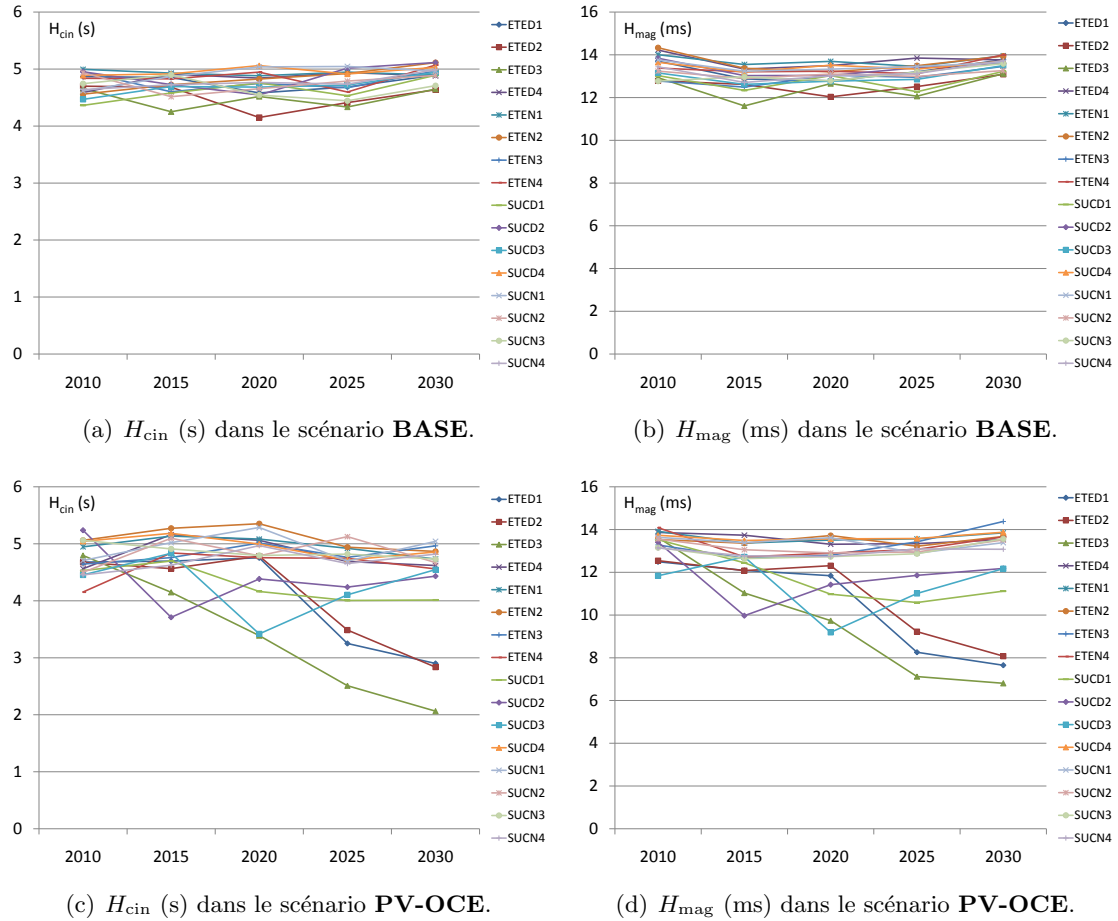 H_cin (s)
6
5
4
3
2
1
0
2010 2015 2020 2025 2030
ETED1
ETED2
ETED3
ETED4
ETEN1
ETEN2
ETEN3
ETEN4
SUCD1
SUCD2
SUCD3
SUCD4
SUCN1
SUCN2
SUCN3
SUCN4
(a) H_cin (s) dans le scénario BASE.
H_mag (ms)
16
14
12
10
8
6
4
2
0
2010 2015 2020 2025 2030
ETED1
ETED2
ETED3
ETED4
ETEN1
ETEN2
ETEN3
ETEN4
SUCD1
SUCD2
SUCD3
SUCD4
SUCN1
SUCN2
SUCN3
SUCN4
(b) H_mag (ms) dans le scénario BASE.
H_cin (s)
6
5
4
3
2
1
0
2010 2015 2020 2025 2030
ETED1
ETED2
ETED3
ETED4
ETEN1
ETEN2
ETEN3
ETEN4
SUCD1
SUCD2
SUCD3
SUCD4
SUCN1
SUCN2
SUCN3
SUCN4
(c) H_cin (s) dans le scénario PV-OCE.
H_mag (ms)
16
14
12
10
8
6
4
2
0
2010 2015 2020 2025 2030
ETED1
ETED2
ETED3
ETED4
ETEN1
ETEN2
ETEN3
ETEN4
SUCD1
SUCD2
SUCD3
SUCD4
SUCN1
SUCN2
SUCN3
SUCN4
(d) H_mag (ms) dans le scénario PV-OCE.